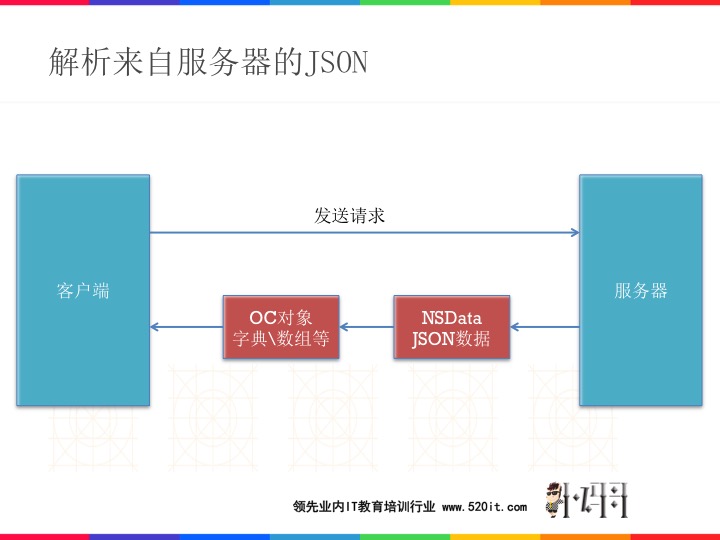 解析来自服务器的JSON
发送请求
客户端
服务器
OC对象
字典\数组等
NSData
JSON数据
领先业内IT教育培训行业 www.520it.com
小码哥